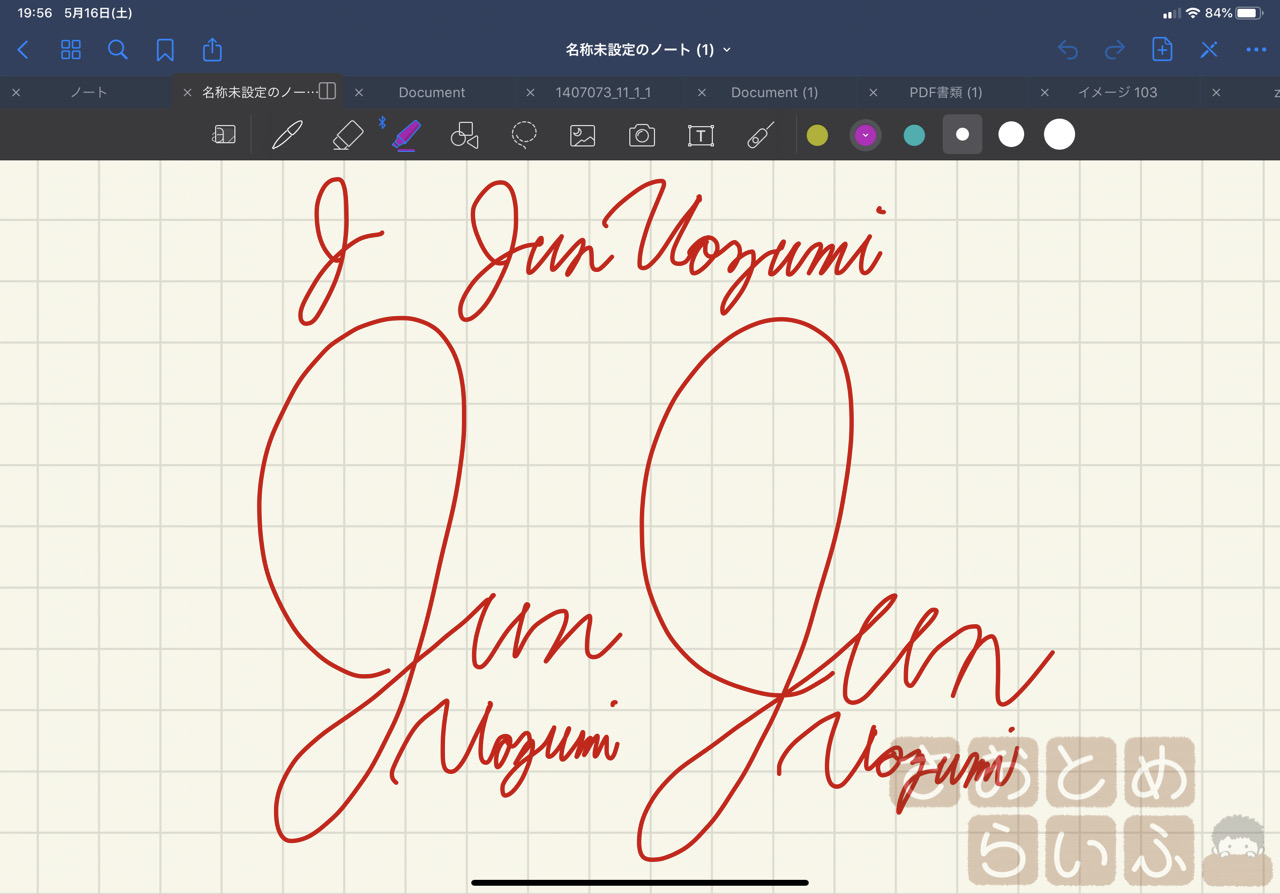 19:56 5月16日(土) 84%
名称未設定のノート (1)
ノート 名称未設定のノー… Document 1407073_11_1_1 Document (1) PDF書類 (1) イメージ 103 z
T
J Jun Uozumi
Jun Jun
Uozumi Uozumi
さおとめ
らいふ